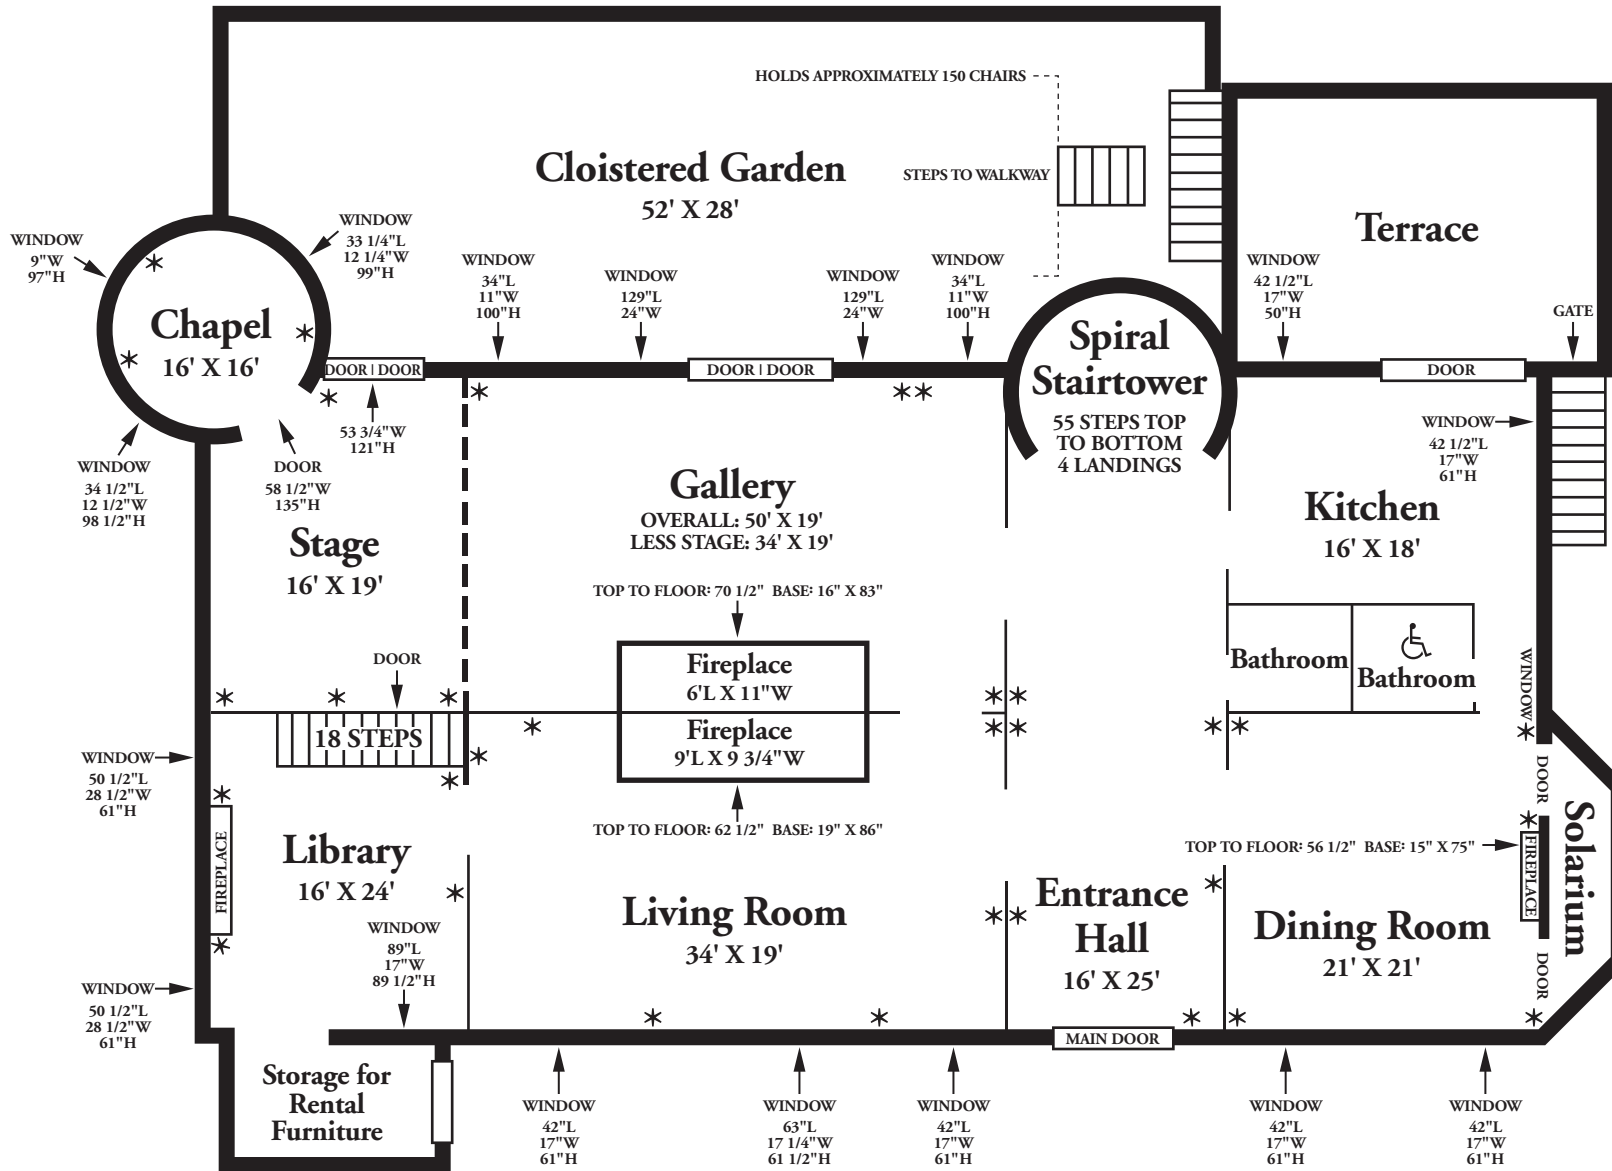 HOLDS APPROXIMATELY 150 CHAIRS
Cloistered Garden
52' X 28'
STEPS TO WALKWAY
Terrace
WINDOW
9"W
97"H
WINDOW
33 1/4"L
12 1/4"W
99"H
WINDOW
34"L
11"W
100"H
WINDOW
129"L
24"W
WINDOW
129"L
24"W
WINDOW
34"L
11"W
100"H
WINDOW
42 1/2"L
17"W
50"H
GATE
Chapel
16' X 16'
DOOR | DOOR
53 3/4"W
121"H
DOOR | DOOR
Spiral
Stairtower
55 STEPS TOP
TO BOTTOM
4 LANDINGS
DOOR
WINDOW
42 1/2"L
17"W
61"H
WINDOW
34 1/2"L
12 1/2"W
98 1/2"H
DOOR
58 1/2"W
135"H
Stage
16' X 19'
Gallery
OVERALL: 50' X 19'
LESS STAGE: 34' X 19'
Kitchen
16' X 18'
TOP TO FLOOR: 70 1/2" BASE: 16" X 83"
Fireplace
6'L X 11"W
Fireplace
9'L X 9 3/4"W
TOP TO FLOOR: 62 1/2" BASE: 19" X 86"
Bathroom
Bathroom
WINDOW
DOOR
18 STEPS
WINDOW
50 1/2"L
28 1/2"W
61"H
FIREPLACE
Library
16' X 24'
WINDOW
89"L
17"W
89 1/2"H
Living Room
34' X 19'
Entrance
Hall
16' X 25'
TOP TO FLOOR: 56 1/2" BASE: 15" X 75"
FIREPLACE
DOOR
DOOR
Solarium
Dining Room
21' X 21'
WINDOW
50 1/2"L
28 1/2"W
61"H
MAIN DOOR
Storage for
Rental
Furniture
WINDOW
42"L
17"W
61"H
WINDOW
63"L
17 1/4"W
61 1/2"H
WINDOW
42"L
17"W
61"H
WINDOW
42"L
17"W
61"H
WINDOW
42"L
17"W
61"H